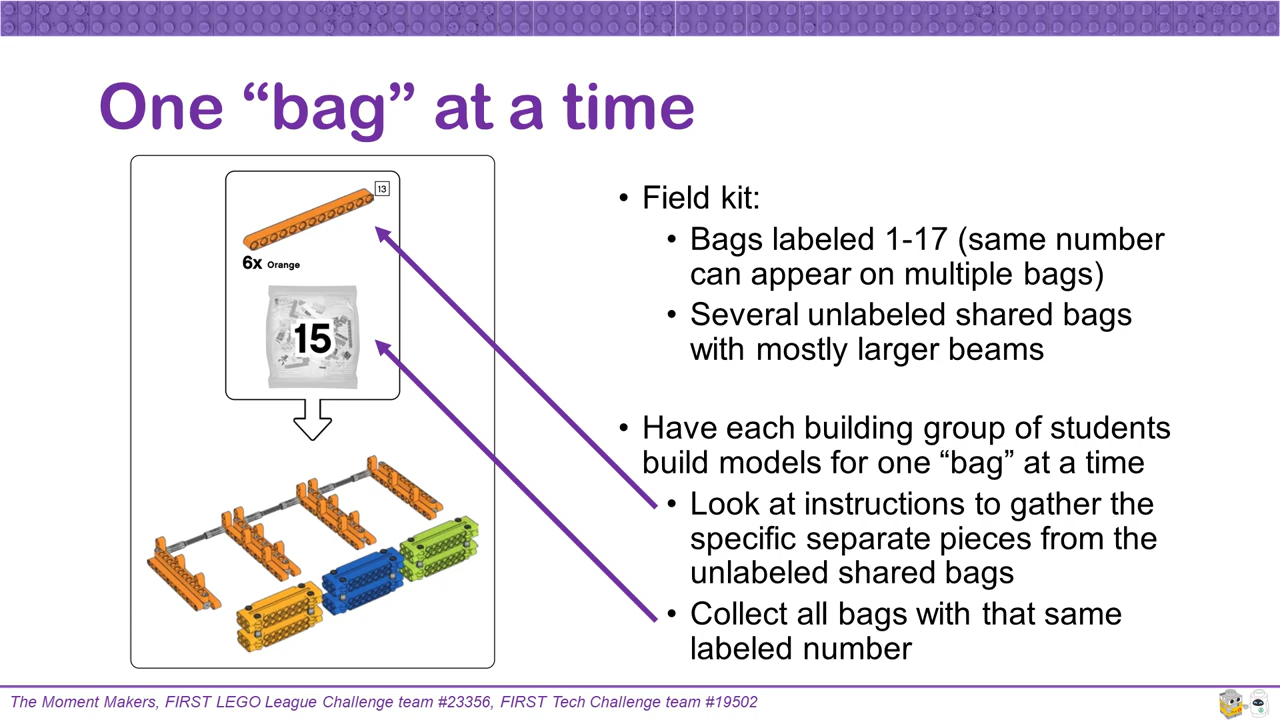 One “bag” at a time
13
6x Orange
15
• Field kit:
• Bags labeled 1-17 (same number
can appear on multiple bags)
• Several unlabeled shared bags
with mostly larger beams
• Have each building group of students
build models for one “bag” at a time
• Look at instructions to gather the
specific separate pieces from the
unlabeled shared bags
• Collect all bags with that same
labeled number
The Moment Makers, FIRST LEGO League Challenge team #23356, FIRST Tech Challenge team #19502